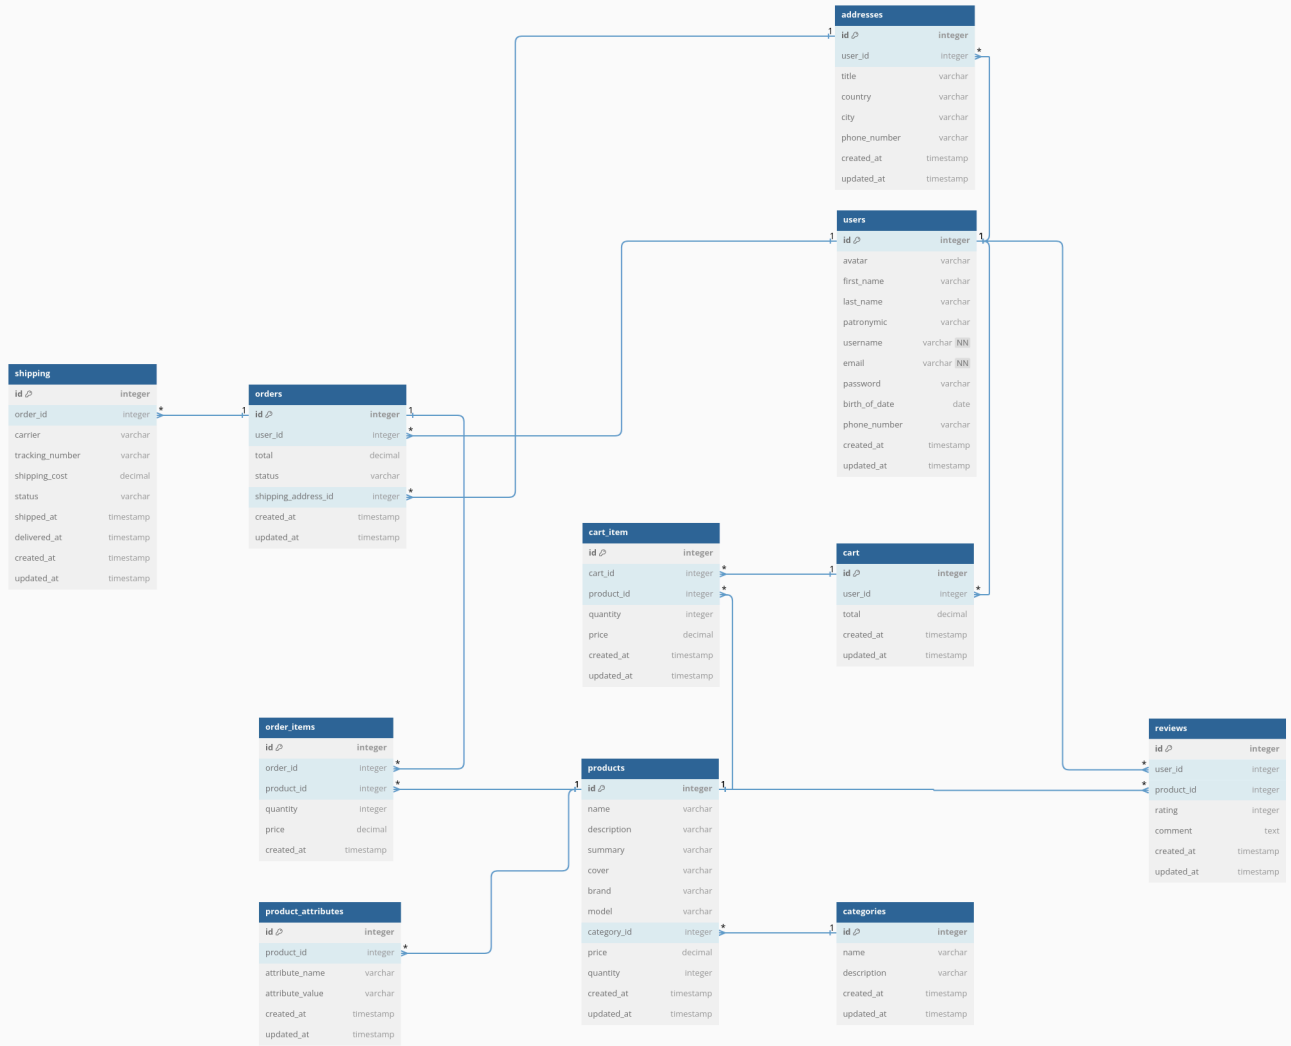 addresses
id integer
user_id integer
title varchar
country varchar
city varchar
phone_number varchar
created_at timestamp
updated_at timestamp
users
id integer
avatar varchar
first_name varchar
last_name varchar
patronymic varchar
username varchar NN
email varchar NN
password varchar
birth_of_date date
phone_number varchar
created_at timestamp
updated_at timestamp
shipping
id integer
order_id integer
carrier varchar
tracking_number varchar
shipping_cost decimal
status varchar
shipped_at timestamp
delivered_at timestamp
created_at timestamp
updated_at timestamp
orders
id integer
user_id integer
total decimal
status varchar
shipping_address_id integer
created_at timestamp
updated_at timestamp
cart_item
id integer
cart_id integer
product_id integer
quantity integer
price decimal
created_at timestamp
updated_at timestamp
cart
id integer
user_id integer
total decimal
created_at timestamp
updated_at timestamp
order_items
id integer
order_id integer
product_id integer
quantity integer
price decimal
created_at timestamp
products
id integer
name varchar
description varchar
summary varchar
cover varchar
brand varchar
model varchar
category_id integer
price decimal
quantity integer
created_at timestamp
updated_at timestamp
reviews
id integer
user_id integer
product_id integer
rating integer
comment text
created_at timestamp
updated_at timestamp
product_attributes
id integer
product_id integer
attribute_name varchar
attribute_value varchar
created_at timestamp
updated_at timestamp
categories
id integer
name varchar
description varchar
created_at timestamp
updated_at timestamp